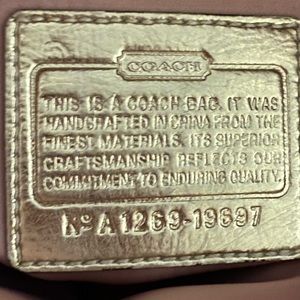 COACH
THIS IS A COACH BAG. IT WAS
HANDCRAFTED IN CHINA FROM THE
FINEST MATERIALS. ITS SUPERIOR
CRAFTSMANSHIP REFLECTS OUR
COMMITMENT TO ENDURING QUALITY.
Nº A1269-19697